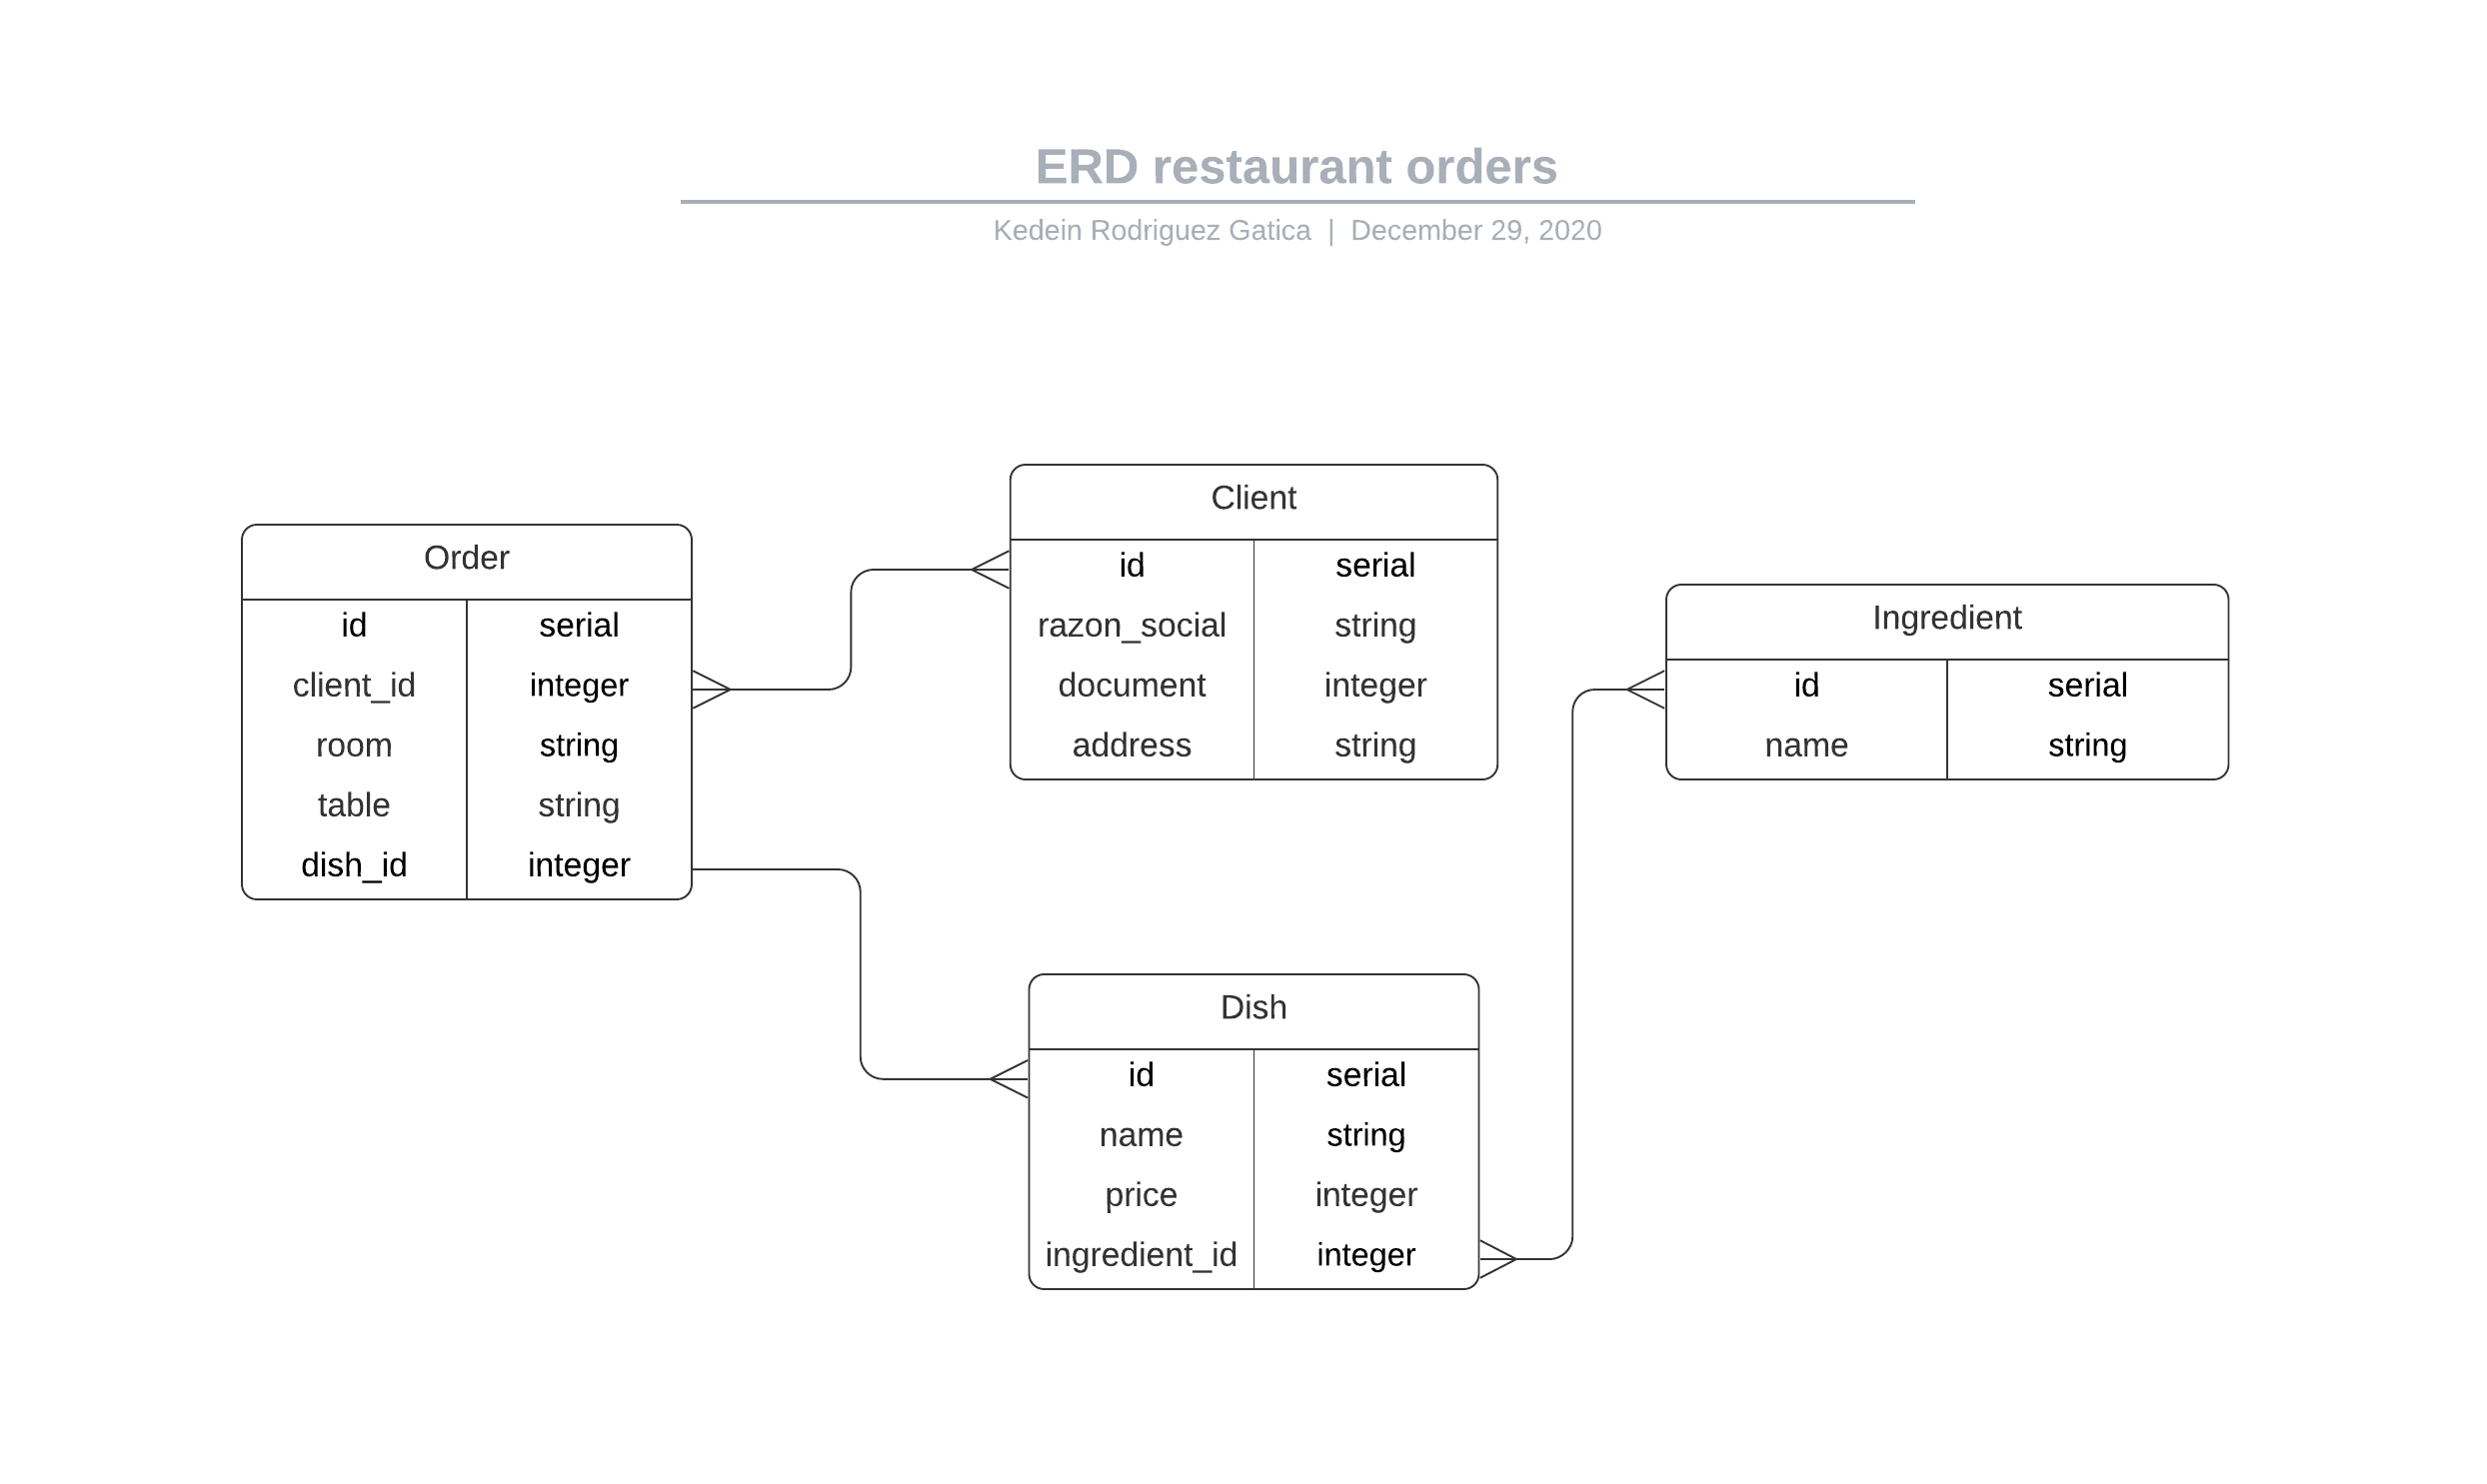 ERD restaurant orders
Kedein Rodriguez Gatica | December 29, 2020
Order
id serial
client_id integer
room string
table string
dish_id integer
Client
id serial
razon_social string
document integer
address string
Ingredient
id serial
name string
Dish
id serial
name string
price integer
ingredient_id integer